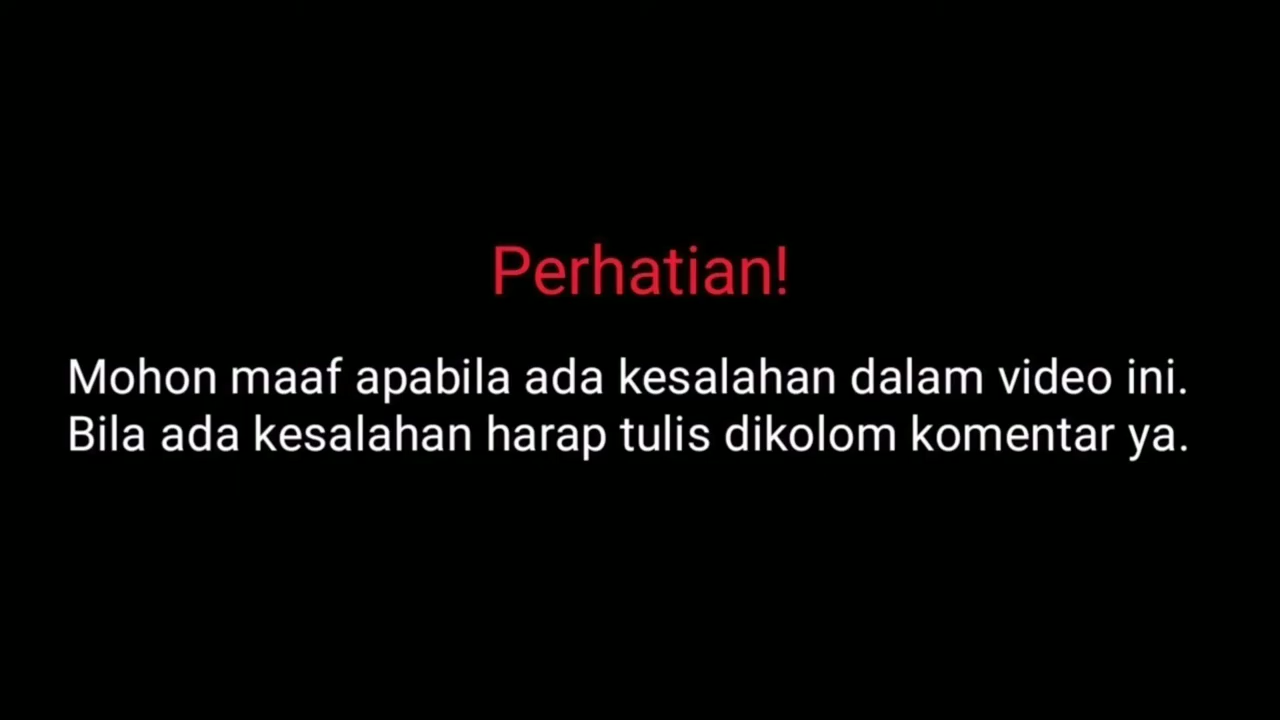 Perhatian!
Mohon maaf apabila ada kesalahan dalam video ini.
Bila ada kesalahan harap tulis dikolom komentar ya.